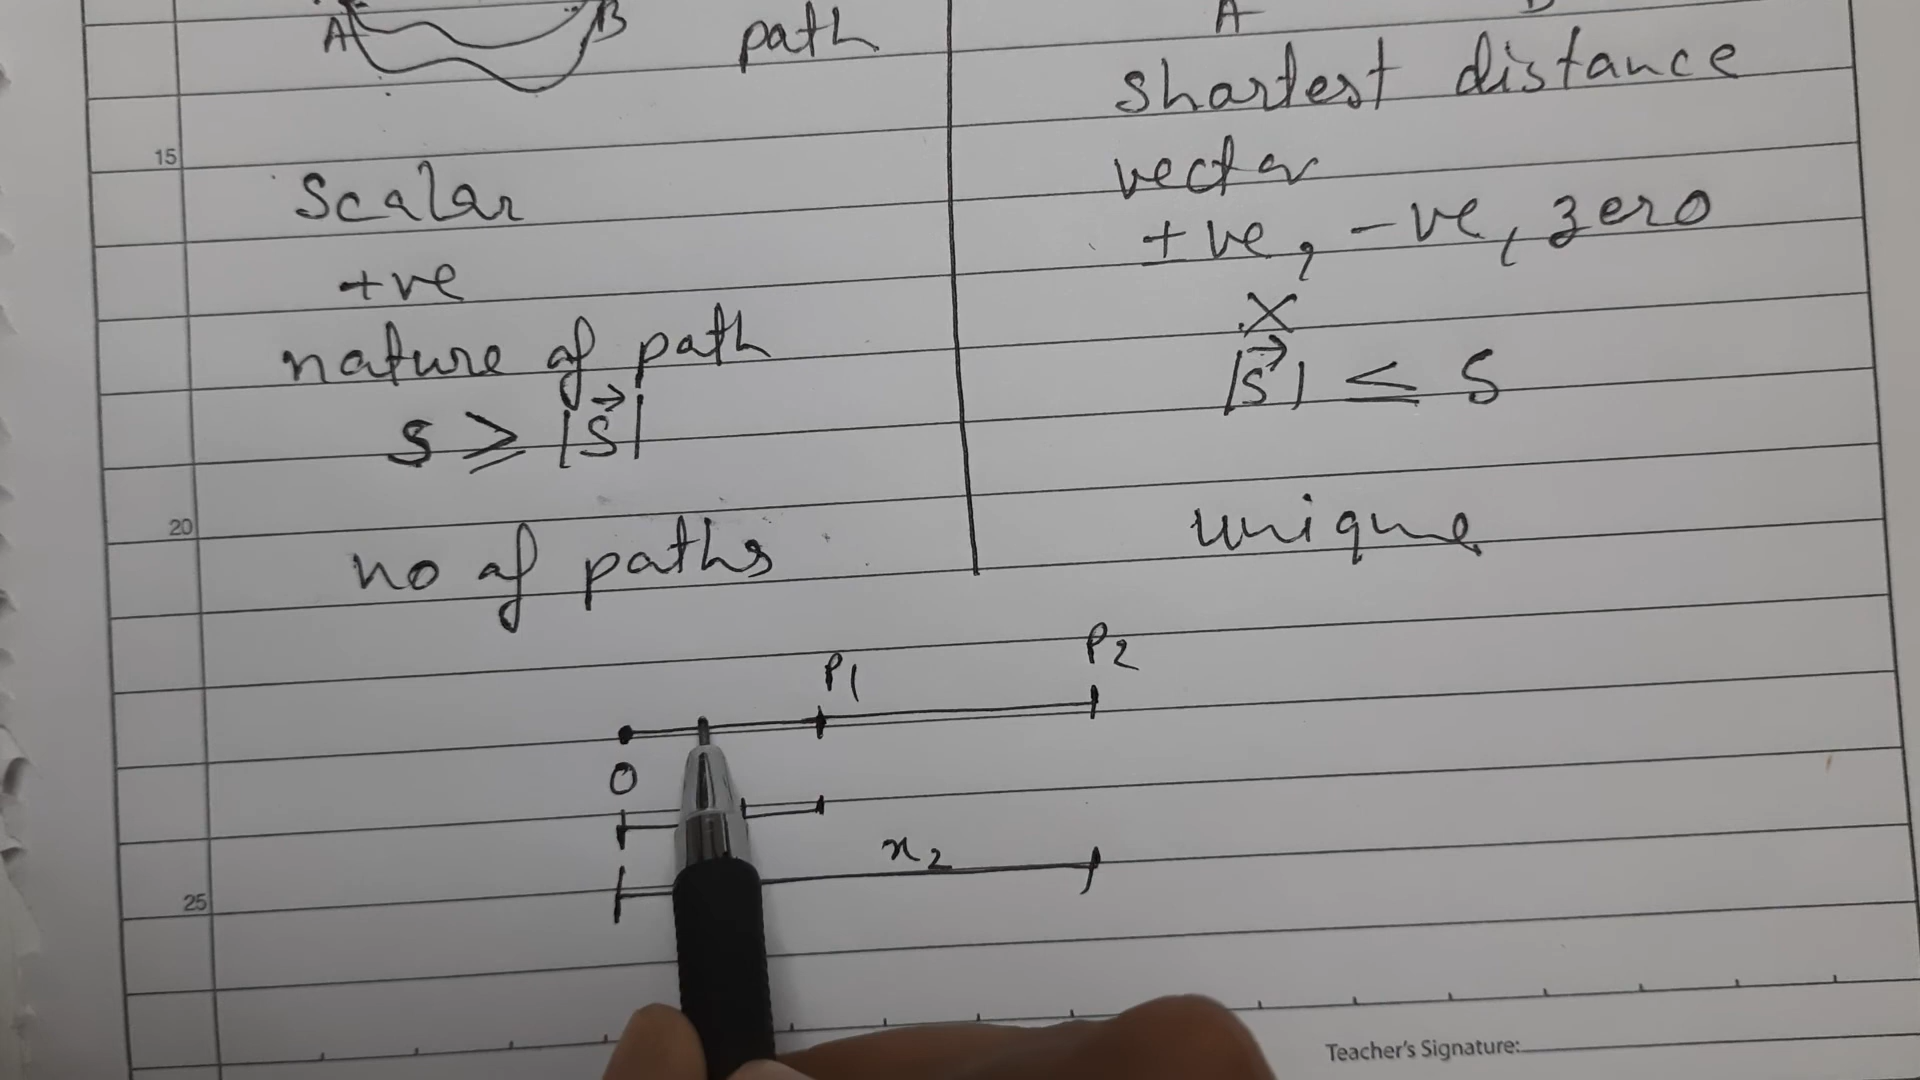 A B path
A
shortest distance
15
Scalar
vector
+ve
+ve, -ve, zero
nature of path
X
s ≥ |s⃗|
|s⃗| ≤ s
20
no of paths
unique
P1 P2
O
x2
25
Teacher's Signature: